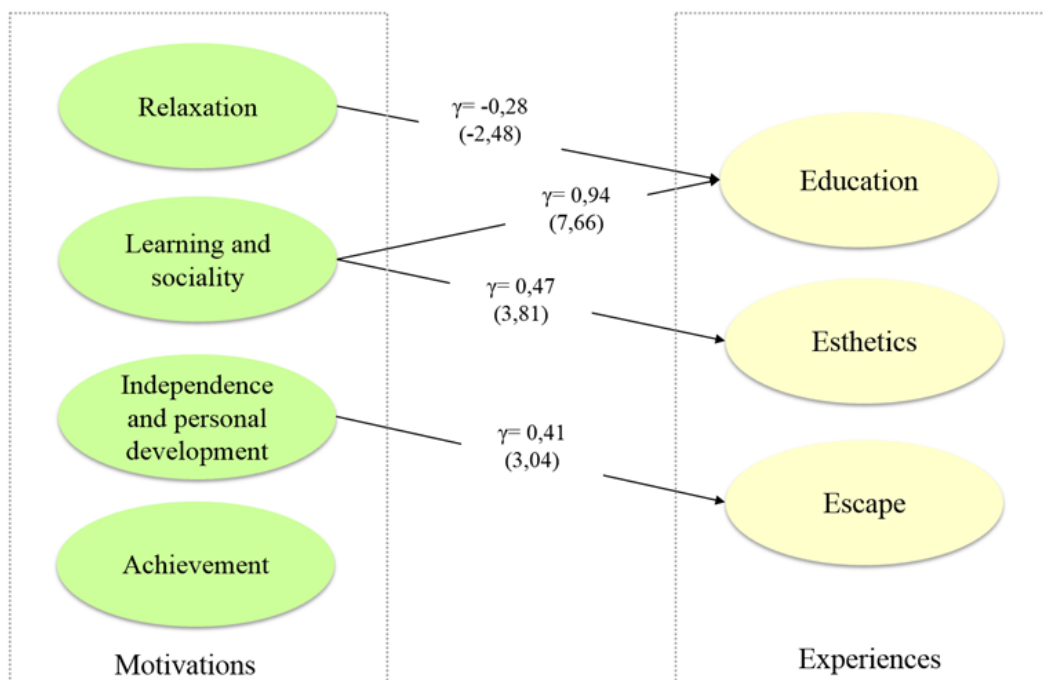 Relaxation
γ= -0,28
(-2,48)
Education
γ= 0,94
(7,66)
Learning and
sociality
γ= 0,47
(3,81)
Esthetics
Independence
and personal
development
γ= 0,41
(3,04)
Escape
Achievement
Motivations
Experiences